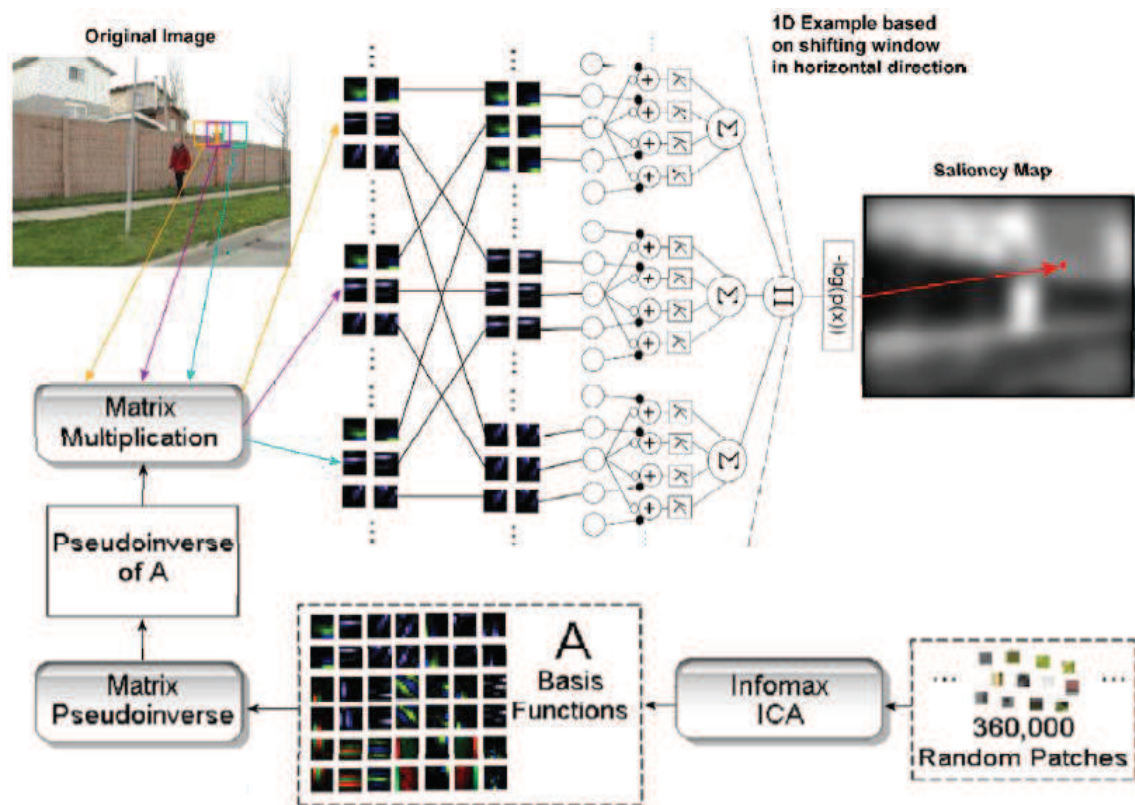 Original Image
1D Example based
on shifting window
in horizontal direction
+
K
+
K
+
K
+
K
Σ
Saliency Map
+
K
+
K
+
K
+
K
Σ
Π
-log(p(x))
+
K
+
K
+
K
+
K
Σ
Matrix
Multiplication
Pseudoinverse
of A
Matrix
Pseudoinverse
A
Basis
Functions
Infomax
ICA
360,000
Random Patches